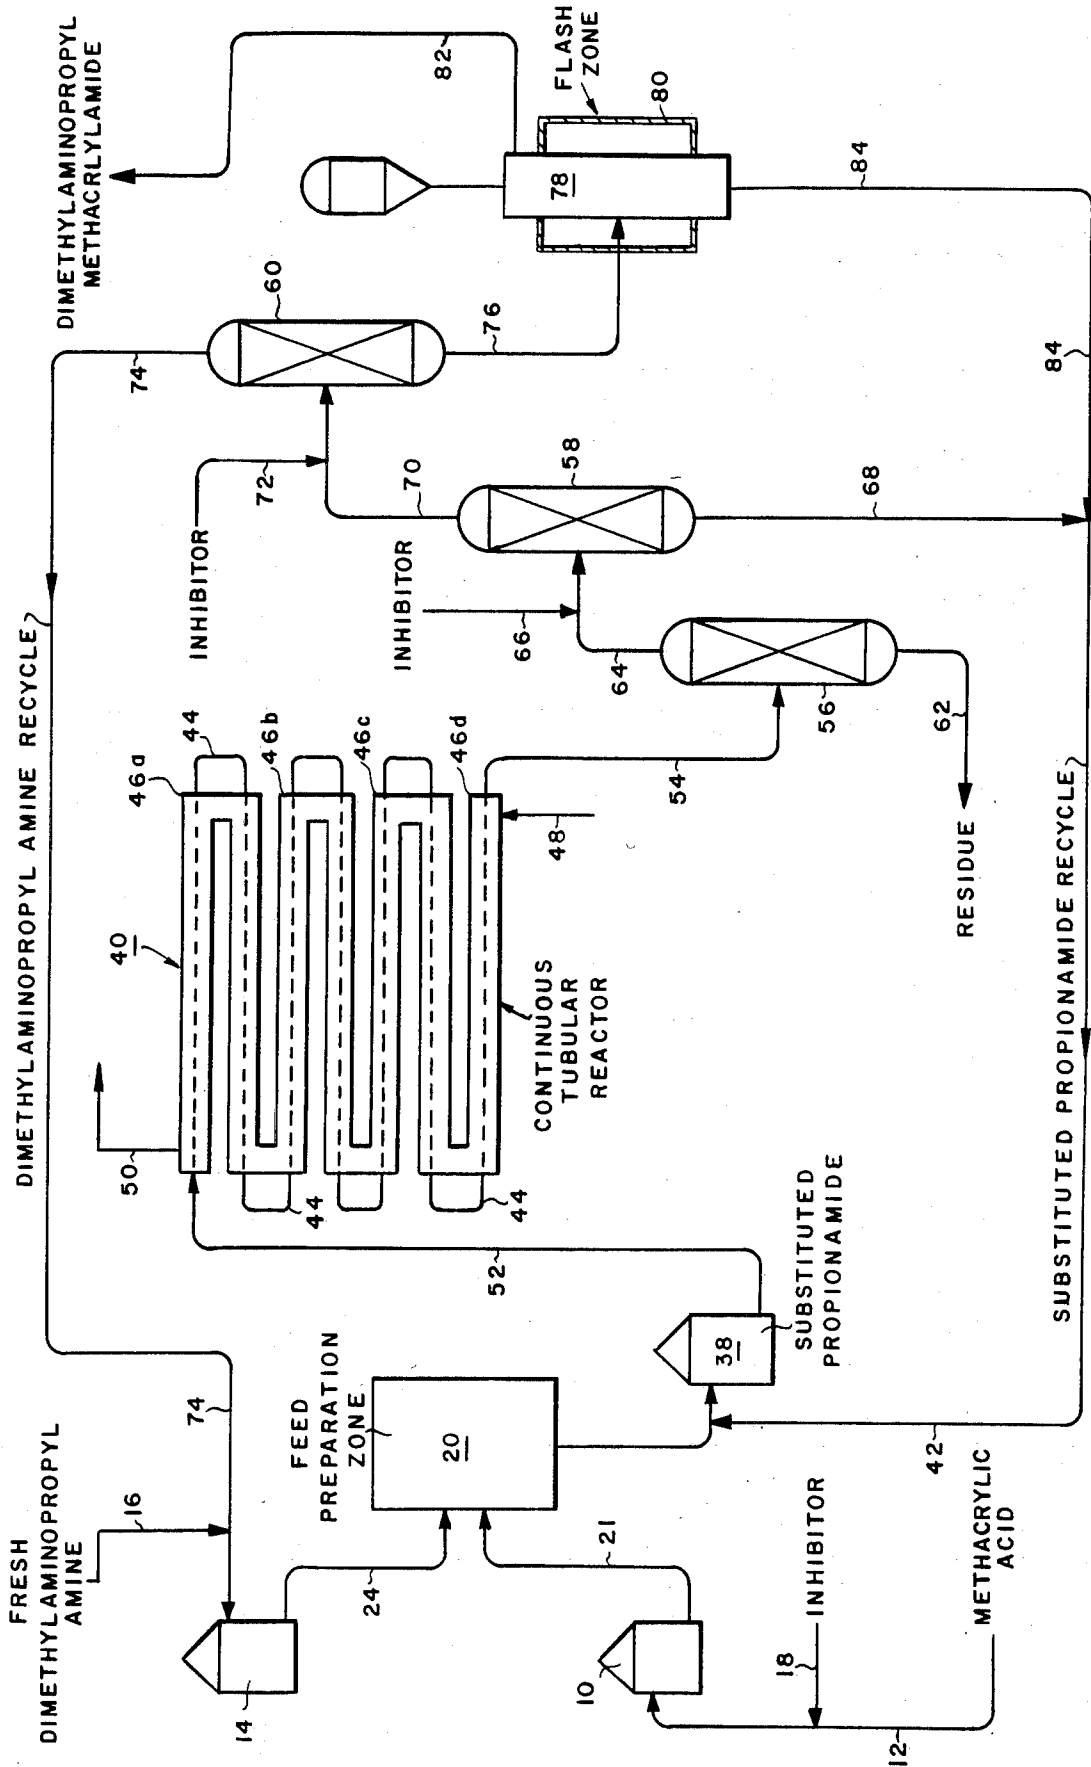 FRESH
DIMETHYLAMINOPROPYL
AMINE
16
74
14
24
10
21
18
INHIBITOR
12
METHACRYLIC
ACID
FEED
PREPARATION
ZONE
20
42
38
SUBSTITUTED
PROPIONAMIDE
52
DIMETHYLAMINOPROPYL AMINE RECYCLE
50
40
44
44
44
46a
46b
46c
46d
CONTINUOUS
TUBULAR
REACTOR
48
54
RESIDUE
62
56
64
66
INHIBITOR
INHIBITOR
72
70
58
68
74
60
76
DIMETHYLAMINOPROPYL
METHACRLYLAMIDE
82
FLASH
ZONE
80
78
84
84
SUBSTITUTED PROPIONAMIDE RECYCLE